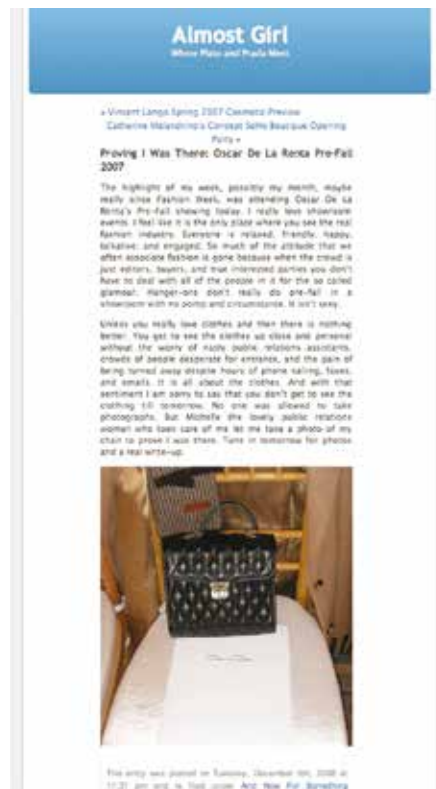 Almost Girl
Where Plato and Prada Meet
« Vincent Longo Spring 2007 Cosmetic Preview
Catherine Malandrino's Concept SoHo Boutique Opening
Party »
Proving I Was There: Oscar De La Renta Pre-Fall
2007
The highlight of my week, possibly my month, maybe
really since Fashion Week, was attending Oscar De La
Renta's Pre-Fall showing today. I really love showroom
events. I feel like it is the only place where you see the real
fashion industry. Everyone is relaxed, friendly, happy,
talkative, and engaged. So much of the attitude that we
often associate fashion is gone because when the crowd is
just editors, buyers, and true interested parties you don't
have to deal with all of the people in it for the so called
glamour. Hanger-ons don't really do pre-fall in a
showroom with no pomp and circumstance. It isn't sexy.
Unless you really love clothes and then there is nothing
better. You get to see the clothes up close and personal
without the worry of nasty public relations assistants,
crowds of people desperate for entrance, and the pain of
being turned away despite hours of phone calling, faxes,
and emails. It is all about the clothes. And with that
sentiment I am sorry to say that you don't get to see the
clothing till tomorrow. No one was allowed to take
photographs. But Michelle the lovely public relations
woman who took care of me let me take a photo of my
chair to prove I was there. Tune in tomorrow for photos
and a real write-up.
This entry was posted on Tuesday, December 5th, 2006 at
11:31 pm and is filed under And Now For Something